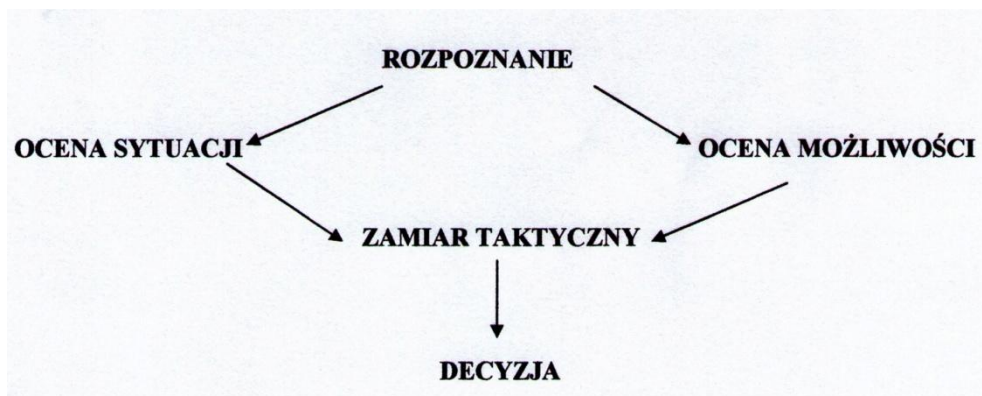 ROZPOZNANIE
OCENA SYTUACJI
OCENA MOŻLIWOŚCI
ZAMIAR TAKTYCZNY
DECYZJA